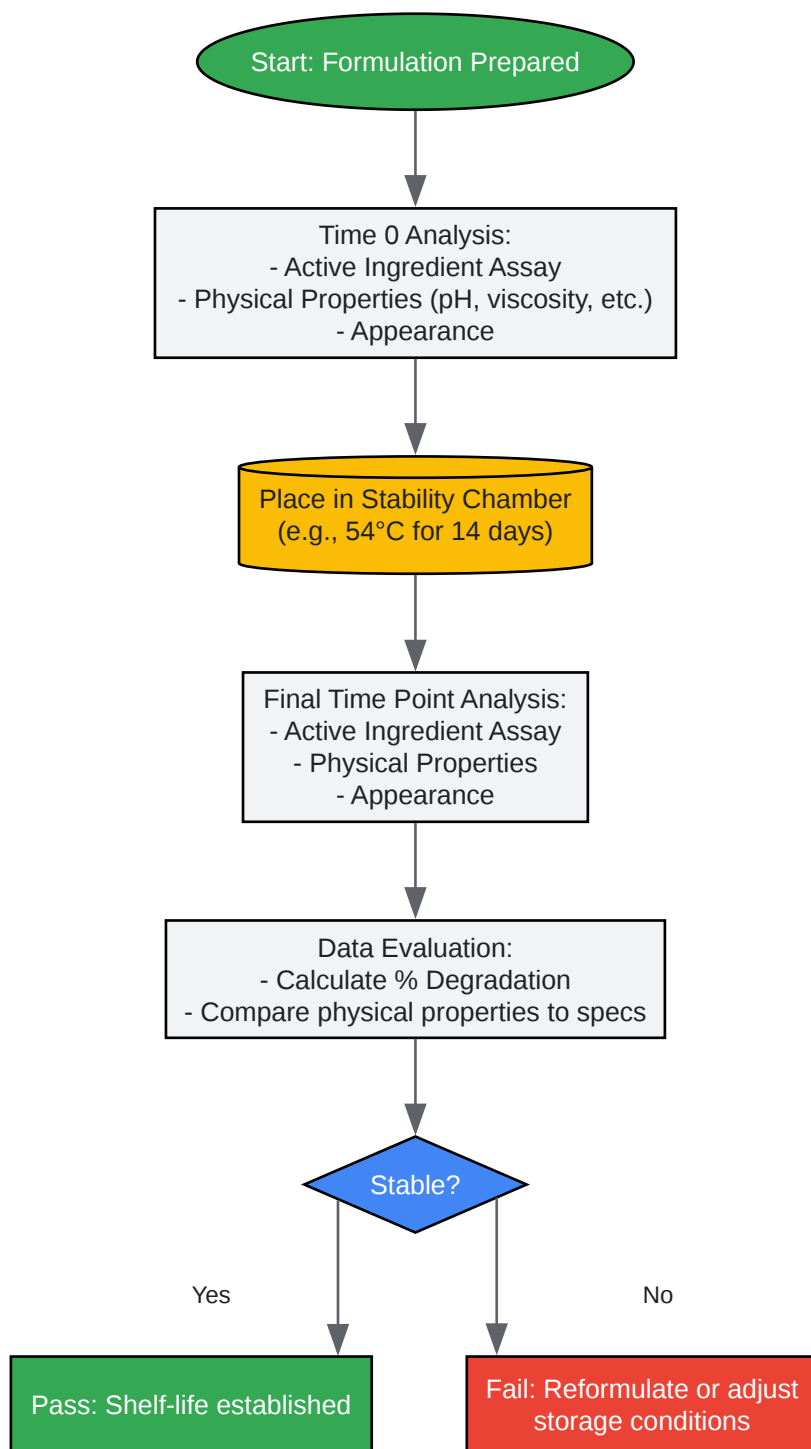 Start: Formulation Prepared
Time 0 Analysis:
- Active Ingredient Assay
- Physical Properties (pH, viscosity, etc.)
- Appearance
Place in Stability Chamber
(e.g., 54°C for 14 days)
Final Time Point Analysis:
- Active Ingredient Assay
- Physical Properties
- Appearance
Data Evaluation:
- Calculate % Degradation
- Compare physical properties to specs
Stable?
Yes
No
Pass: Shelf-life established
Fail: Reformulate or adjust
storage conditions